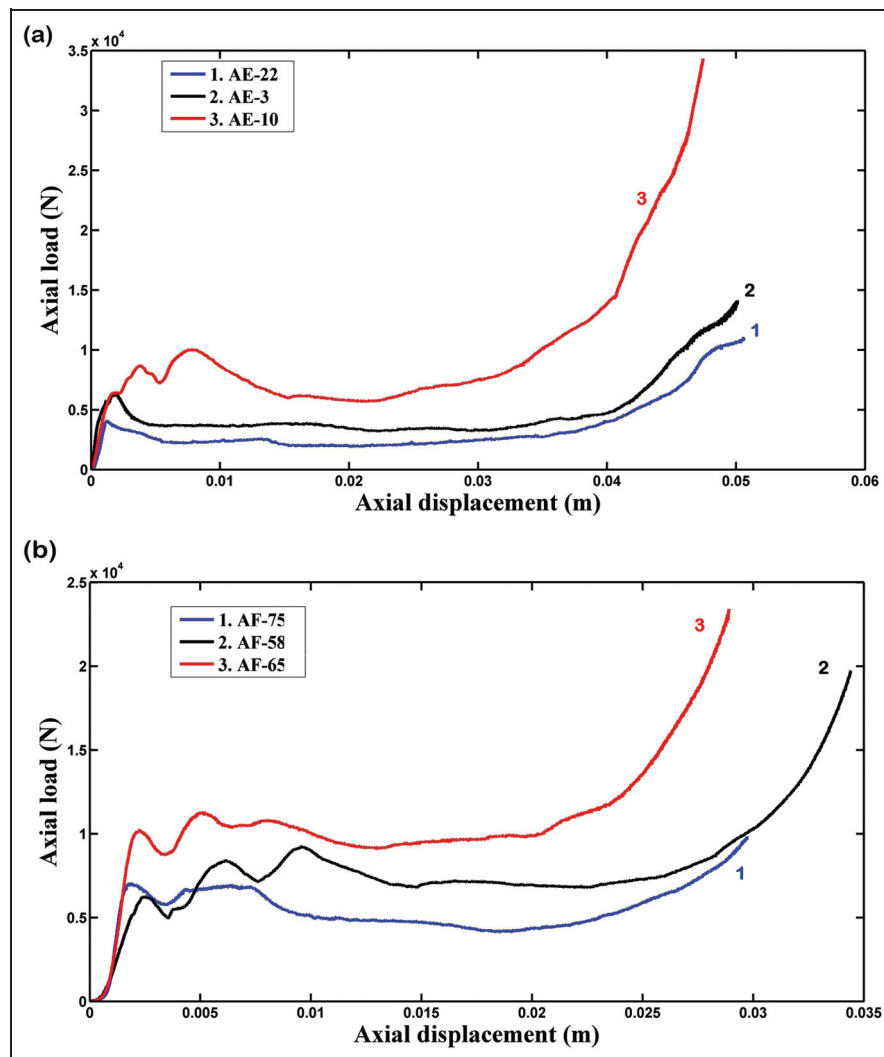 (a)
x 10⁴
3.5
3
2.5
2
1.5
1
0.5
0
Axial load (N)
1. AE-22
2. AE-3
3. AE-10
3
2
1
0 0.01 0.02 0.03 0.04 0.05 0.06
Axial displacement (m)
(b)
x 10⁴
2.5
2
1.5
1
0.5
0
Axial load (N)
1. AF-75
2. AF-58
3. AF-65
3
2
1
0 0.005 0.01 0.015 0.02 0.025 0.03 0.035
Axial displacement (m)